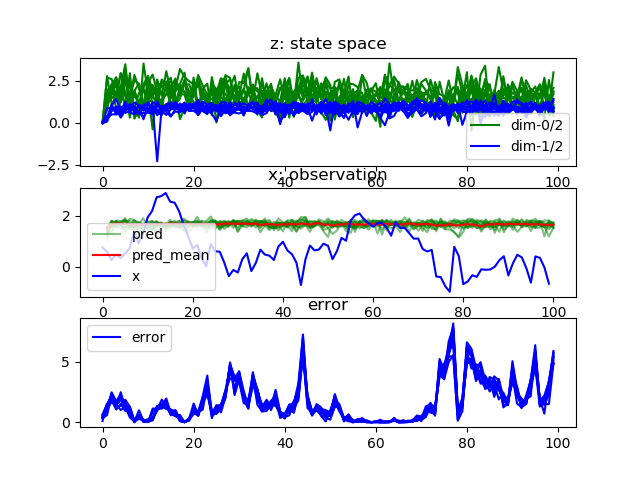 z: state space
2.5
0.0
−2.5
dim-0/2
dim-1/2
0 20 40 60 80 100
x: observation
2
0
pred
pred_mean
x
0 20 40 60 80 100
error
5
0
error
0 20 40 60 80 100